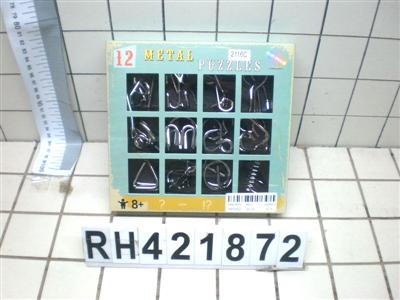 12 METAL
2116C
PUZZLES
8+ ? - !?
RH421872